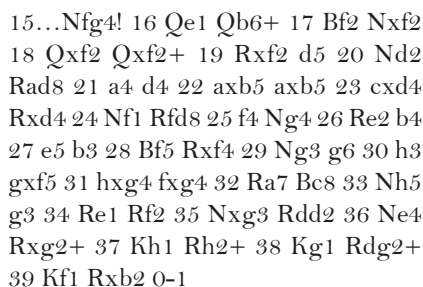 15…Nfg4! 16 Qe1 Qb6+ 17 Bf2 Nxf2
18 Qxf2 Qxf2+ 19 Rxf2 d5 20 Nd2
Rad8 21 a4 d4 22 axb5 axb5 23 cxd4
Rxd4 24 Nf1 Rfd8 25 f4 Ng4 26 Re2 b4
27 e5 b3 28 Bf5 Rxf4 29 Ng3 g6 30 h3
gxf5 31 hxg4 fxg4 32 Ra7 Bc8 33 Nh5
g3 34 Re1 Rf2 35 Nxg3 Rdd2 36 Ne4
Rxg2+ 37 Kh1 Rh2+ 38 Kg1 Rdg2+
39 Kf1 Rxb2 0-1